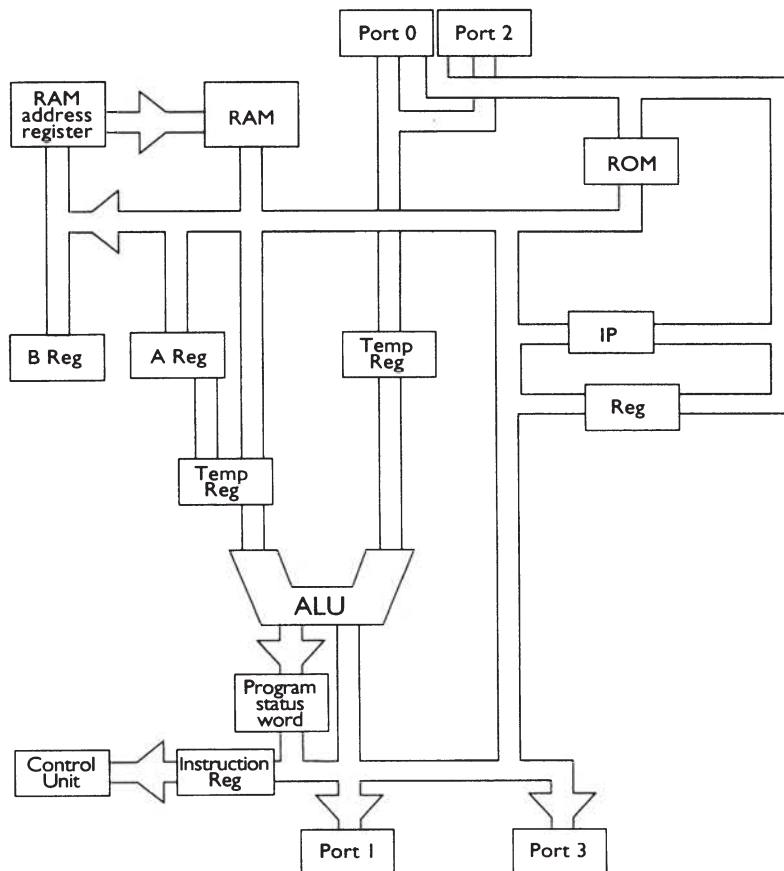 Port 0
Port 2
RAM
address
register
RAM
ROM
IP
B Reg
A Reg
Temp
Reg
Reg
Temp
Reg
ALU
Program
status
word
Control
Unit
Instruction
Reg
Port 1
Port 3